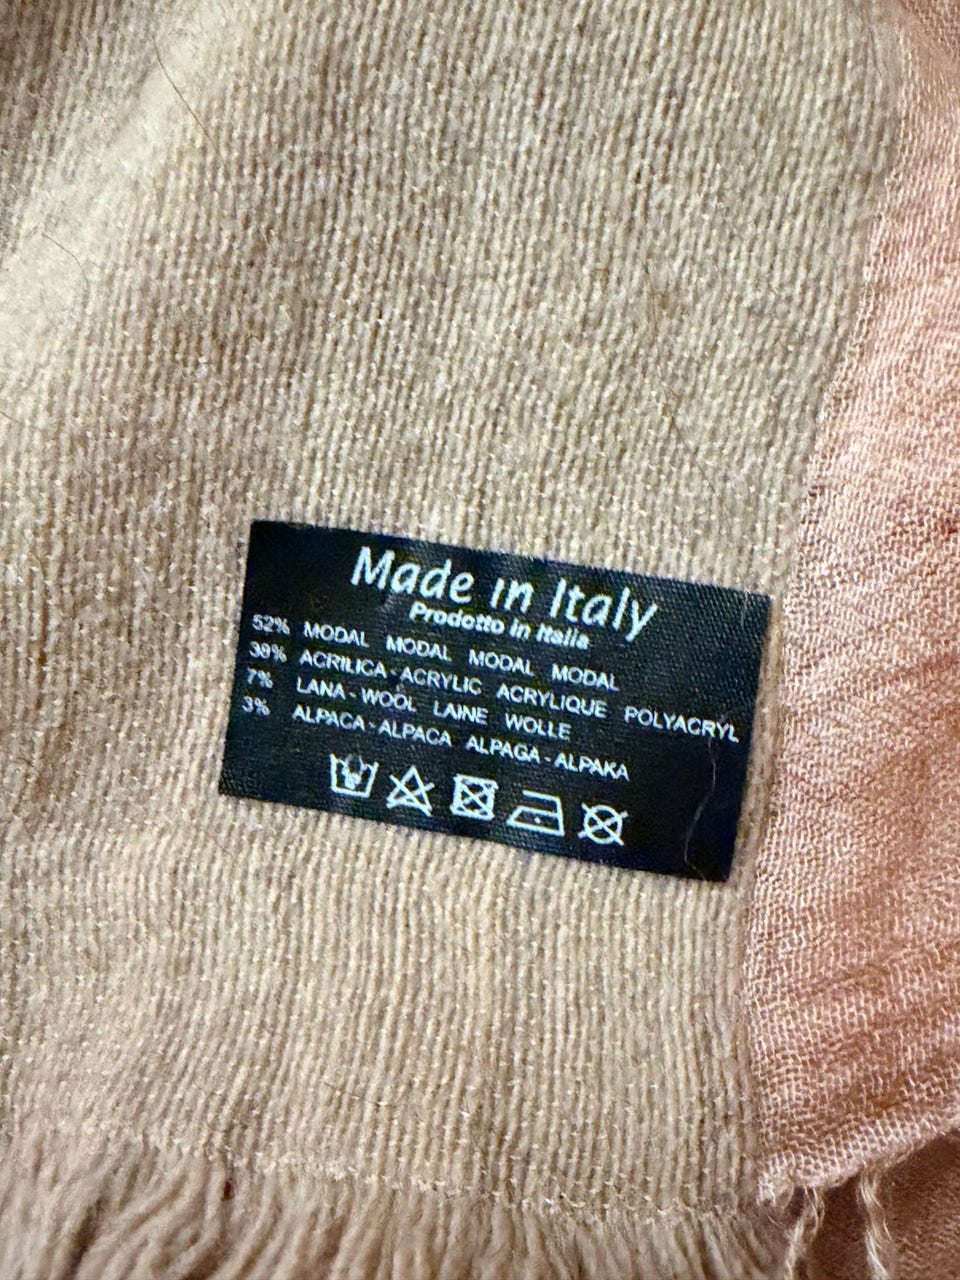 Made in Italy
Prodotto in Italia
52% MODAL MODAL MODAL MODAL
38% ACRILICA - ACRYLIC ACRYLIQUE POLYACRYL
7% LANA - WOOL LAINE WOLLE
3% ALPACA - ALPACA ALPAGA - ALPAKA